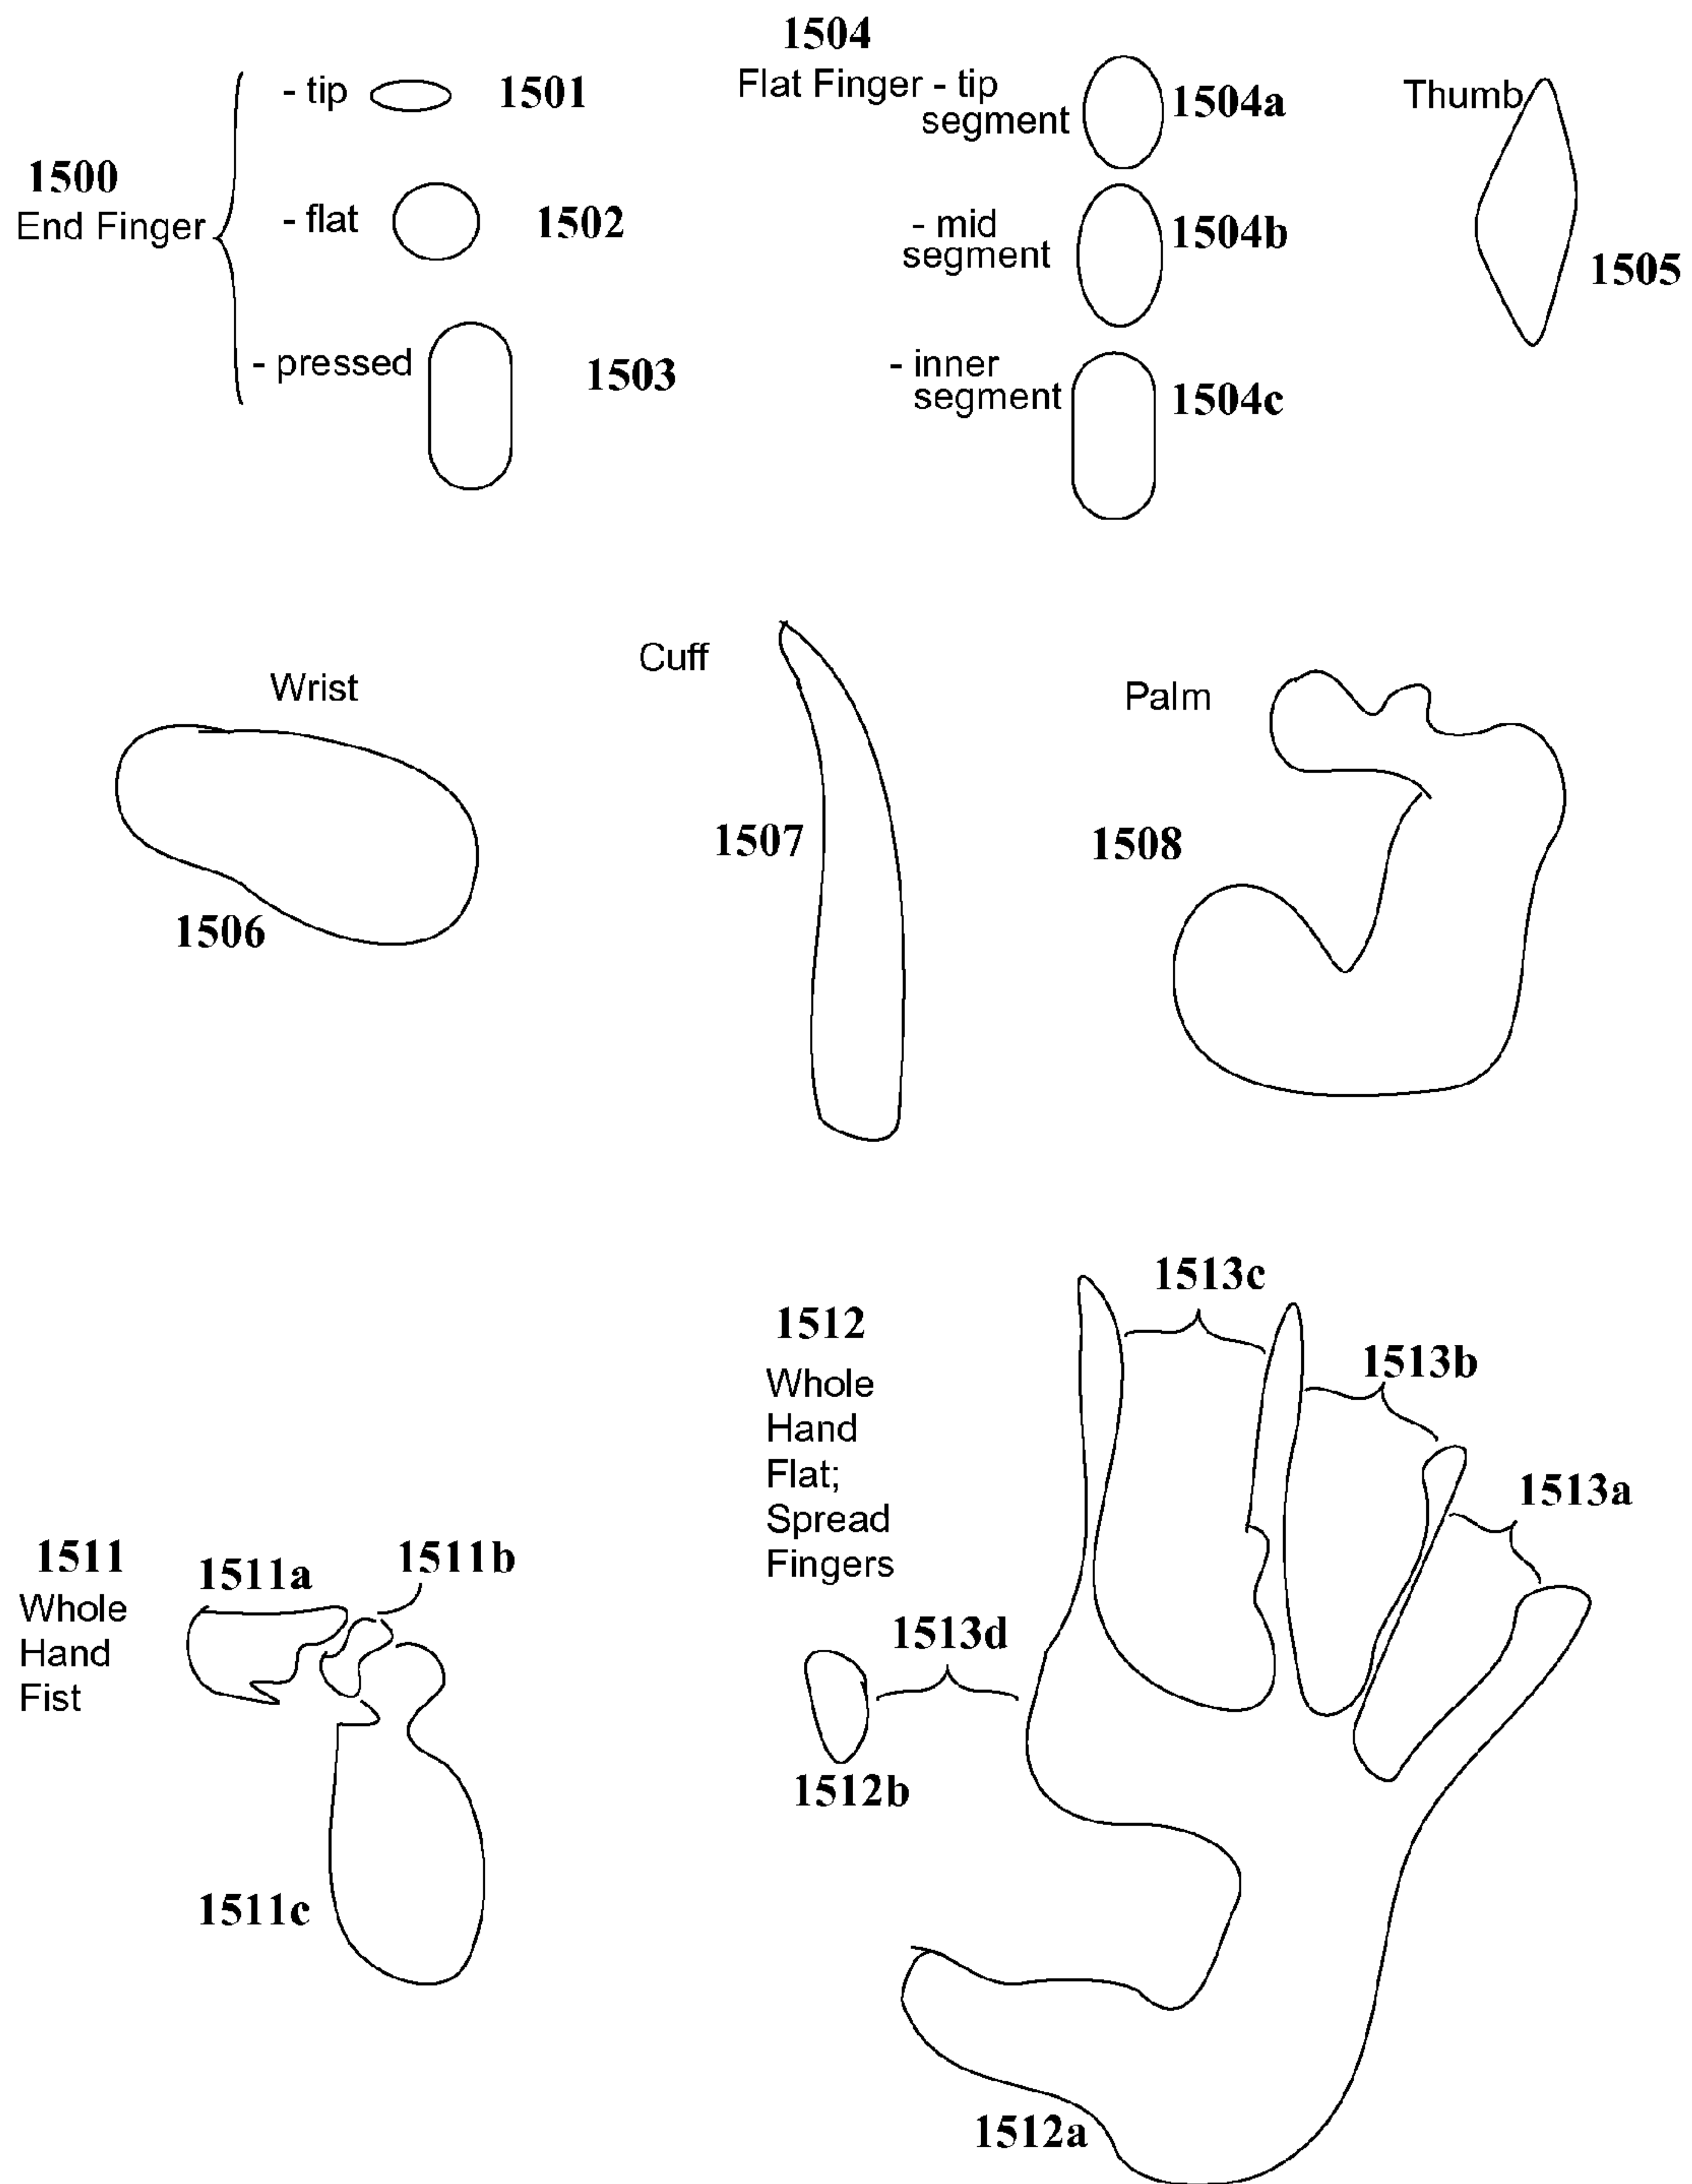 1500
End Finger
- tip
1501
- flat
1502
- pressed
1503
1504
Flat Finger - tip
segment
1504a
- mid
segment
1504b
- inner
segment
1504c
Thumb
1505
Wrist
1506
Cuff
1507
Palm
1508
1511
Whole
Hand
Fist
1511a
1511b
1511c
1512
Whole
Hand
Flat;
Spread
Fingers
1513c
1513b
1513a
1513d
1512b
1512a